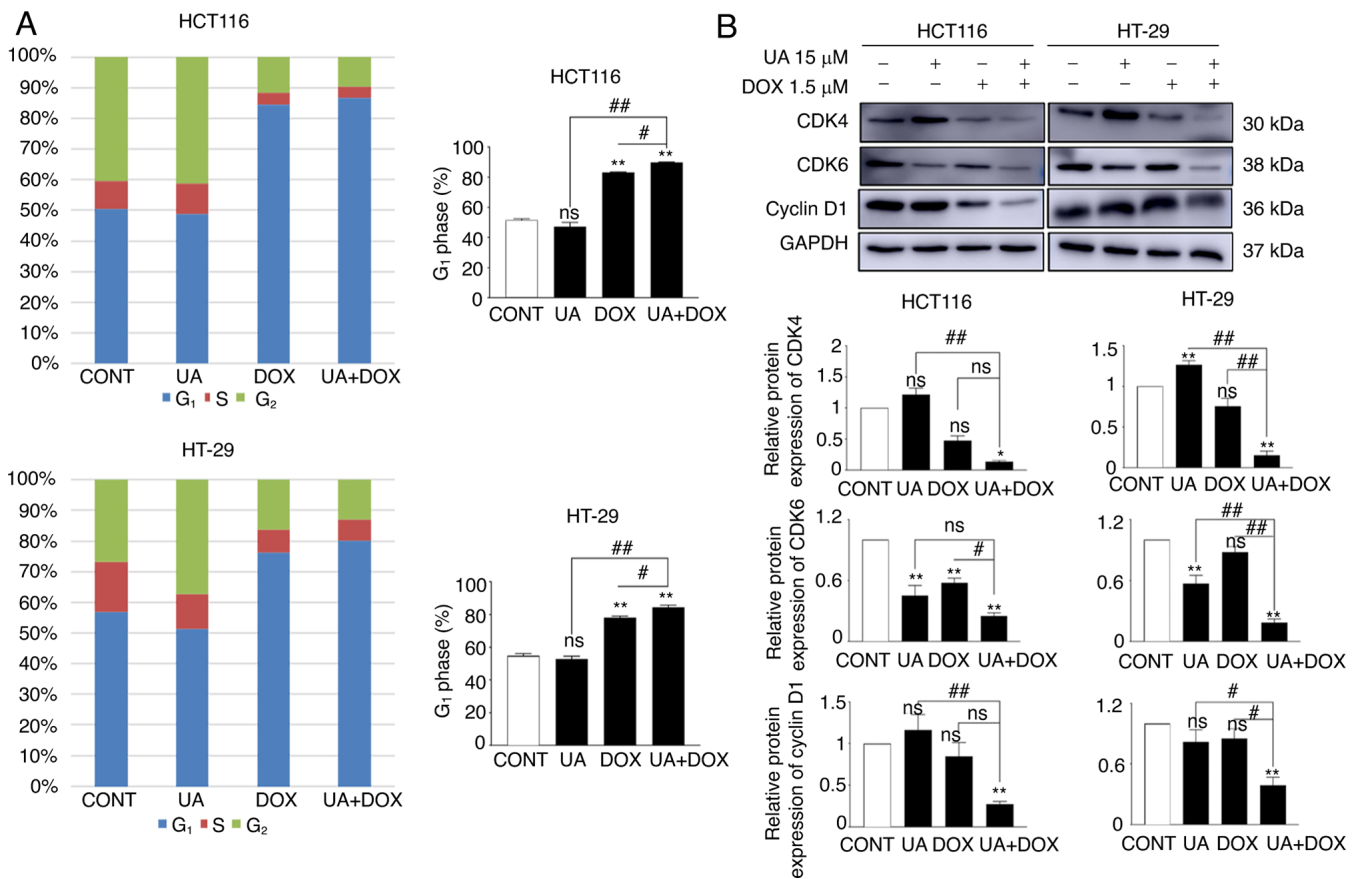 A
HCT116
100%
90%
80%
70%
60%
50%
40%
30%
20%
10%
0%
CONT UA DOX UA+DOX
G₁ S G₂
HCT116
##
#
G₁ phase (%)
100
80
60
40
20
0
ns ** **
CONT UA DOX UA+DOX
HT-29
100%
90%
80%
70%
60%
50%
40%
30%
20%
10%
0%
CONT UA DOX UA+DOX
G₁ S G₂
HT-29
##
#
G₁ phase (%)
100
80
60
40
20
0
ns ** **
CONT UA DOX UA+DOX
B
HCT116 HT-29
UA 15 µM − + − + − + − +
DOX 1.5 µM − − + + − − + +
CDK4 30 kDa
CDK6 38 kDa
Cyclin D1 36 kDa
GAPDH 37 kDa
HCT116
Relative protein
expression of CDK4
2
1.5
1
0.5
0
##
ns
ns ns *
CONT UA DOX UA+DOX
HT-29
1.5
1
0.5
0
##
##
** ns **
CONT UA DOX UA+DOX
Relative protein
expression of CDK6
1.2
0.6
0
ns
#
** ** **
CONT UA DOX UA+DOX
1.2
0.6
0
##
##
** ns **
CONT UA DOX UA+DOX
Relative protein
expression of cyclin D1
1.5
1
0.5
0
##
ns
ns ns **
CONT UA DOX UA+DOX
1.2
0.6
0
#
#
ns ns **
CONT UA DOX UA+DOX